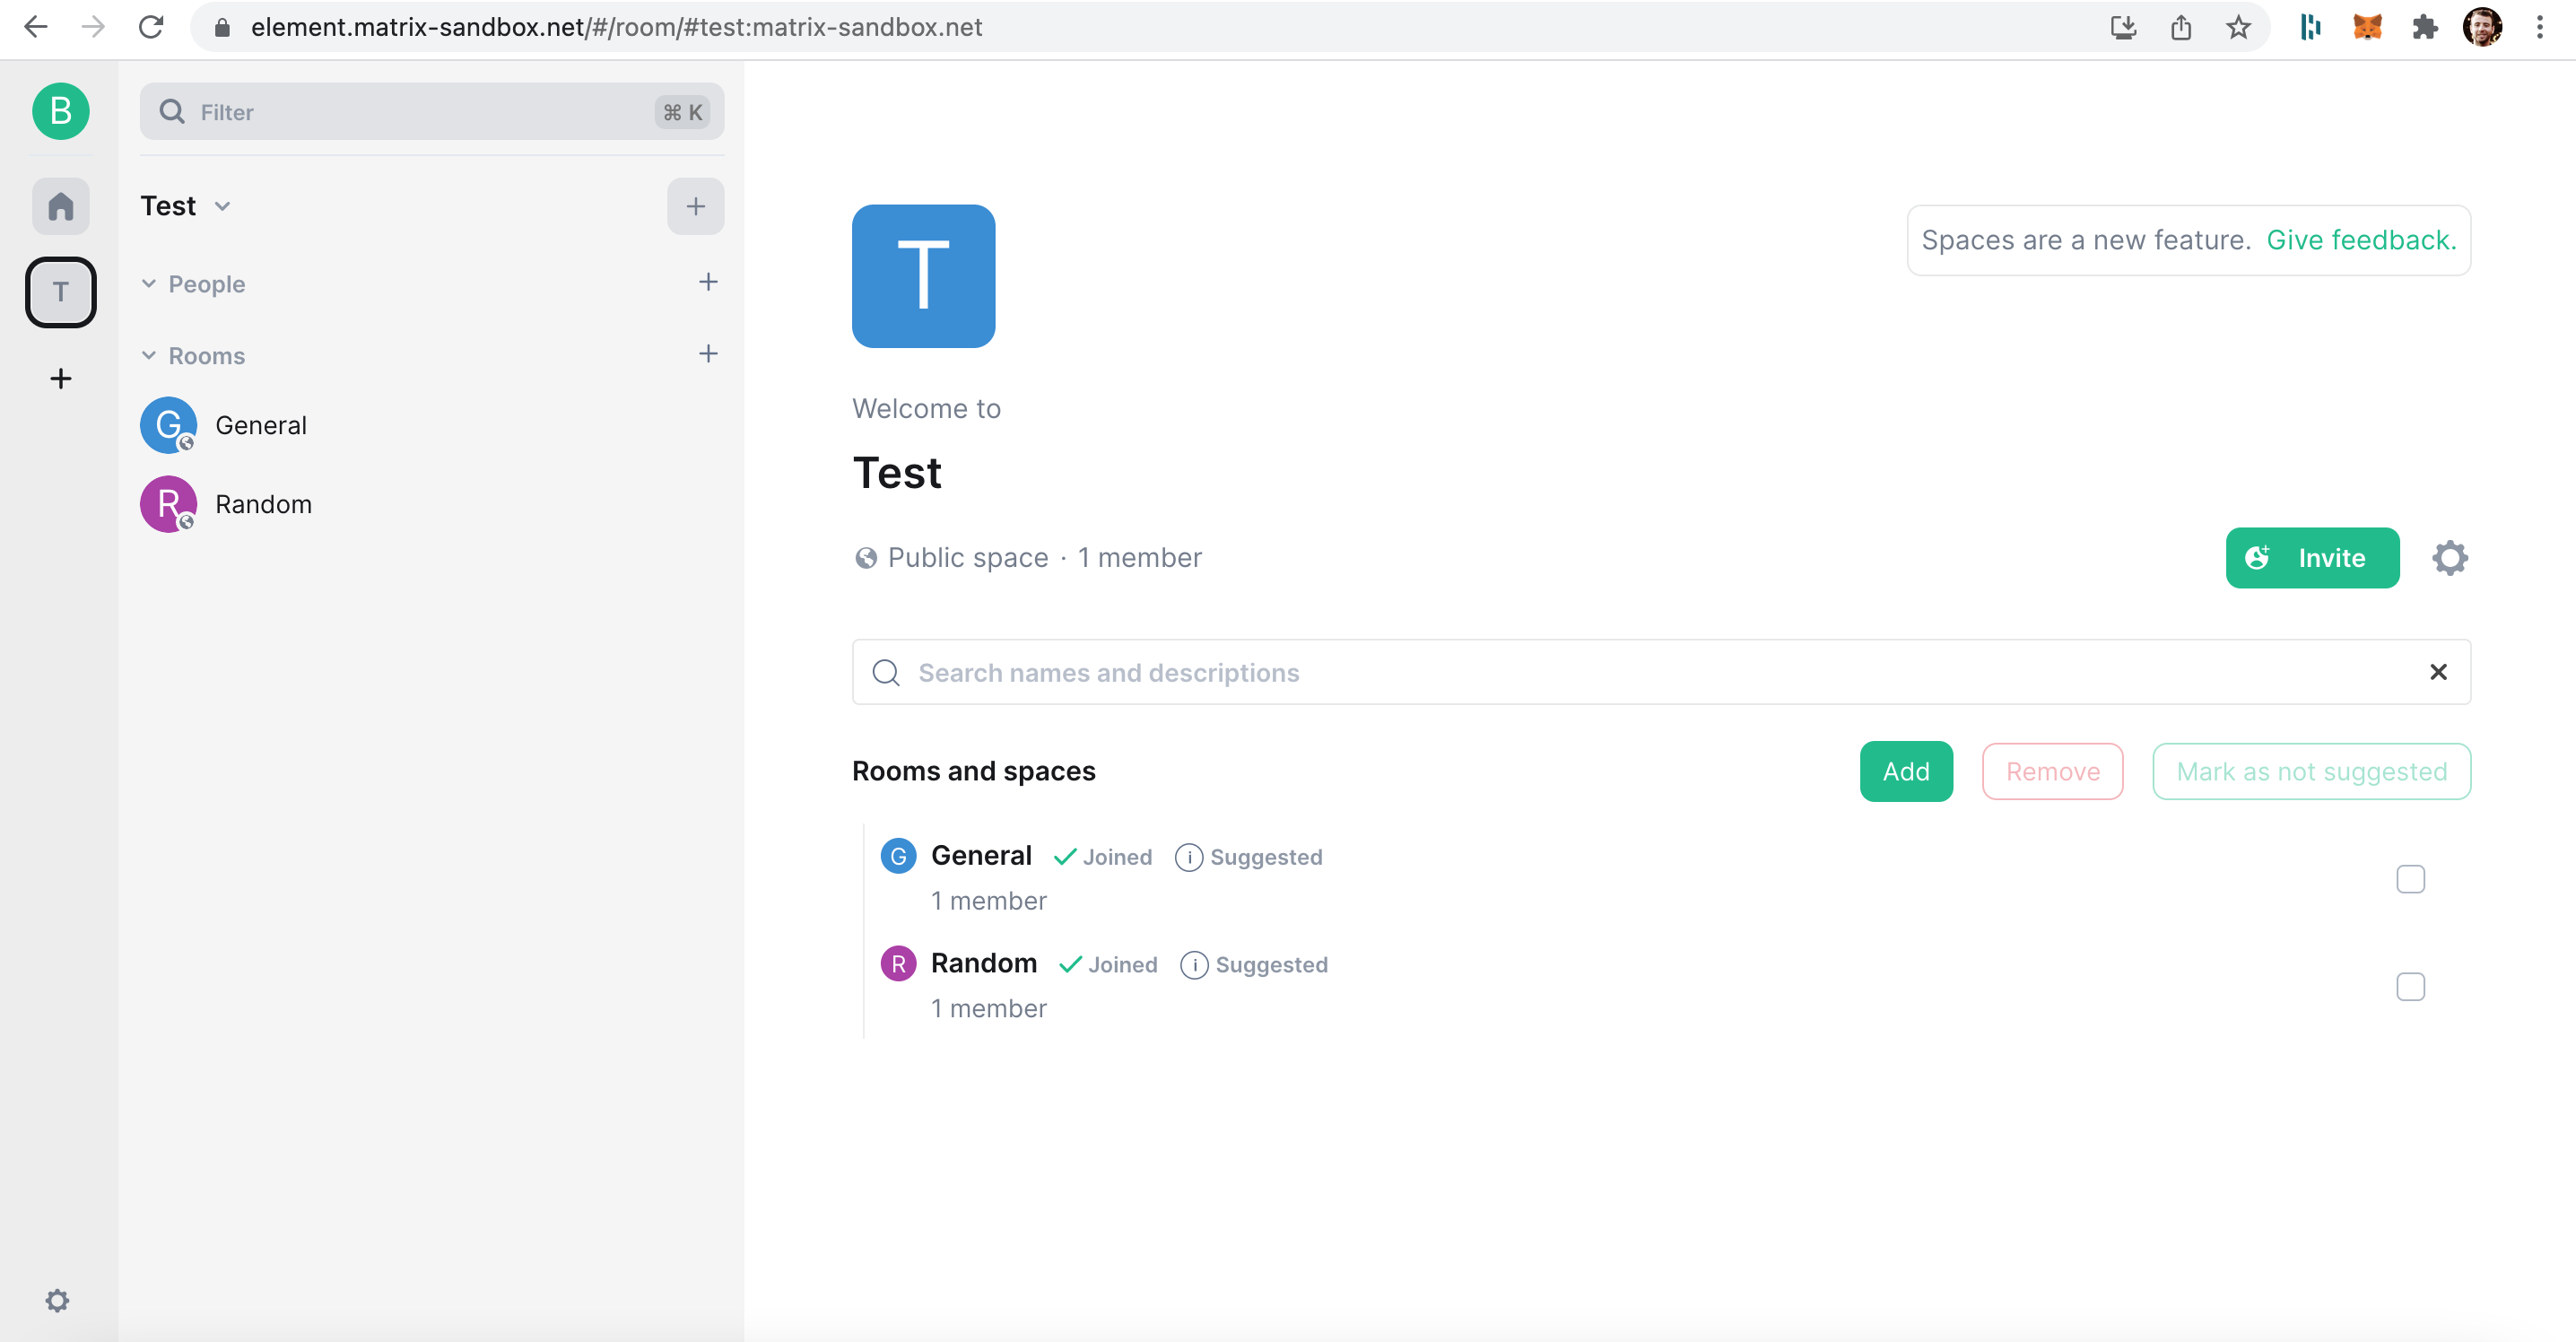 element.matrix-sandbox.net/#/room/#test:matrix-sandbox.net
B
Filter ⌘ K
Test
T
People
Rooms
G General
R Random
T
Spaces are a new feature. Give feedback.
Welcome to
Test
Public space · 1 member
Invite
Search names and descriptions
Rooms and spaces
Add Remove Mark as not suggested
G General Joined Suggested
1 member
R Random Joined Suggested
1 member